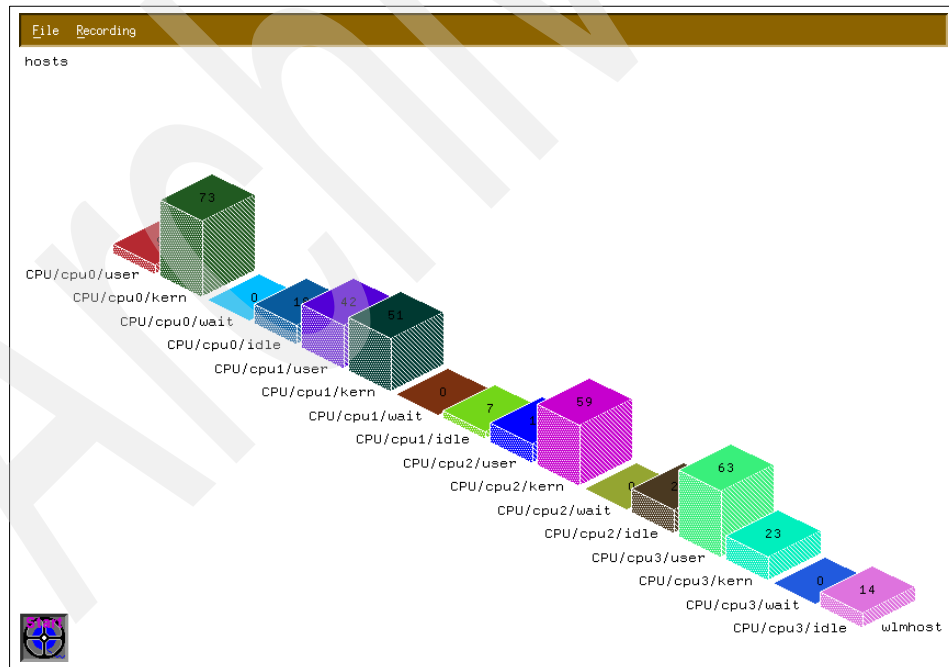 File Recording
hosts
73
CPU/cpu0/user
CPU/cpu0/kern
0
CPU/cpu0/wait
CPU/cpu0/idle
42
CPU/cpu1/user
51
CPU/cpu1/kern
0
CPU/cpu1/wait
7
CPU/cpu1/idle
CPU/cpu2/user
59
CPU/cpu2/kern
0
CPU/cpu2/wait
CPU/cpu2/idle
63
CPU/cpu3/user
23
CPU/cpu3/kern
0
CPU/cpu3/wait
14
CPU/cpu3/idle
wlmhost
Start